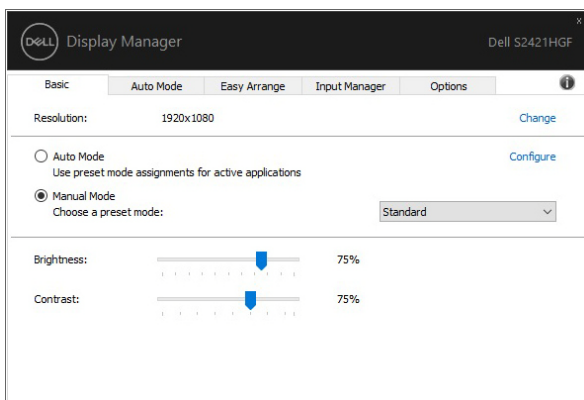 DELL Display Manager
Dell S2421HGF
x
Basic Auto Mode Easy Arrange Input Manager Options i
Resolution: 1920x1080 Change
Auto Mode Configure
Use preset mode assignments for active applications
Manual Mode
Choose a preset mode: Standard
Brightness: 75%
Contrast: 75%